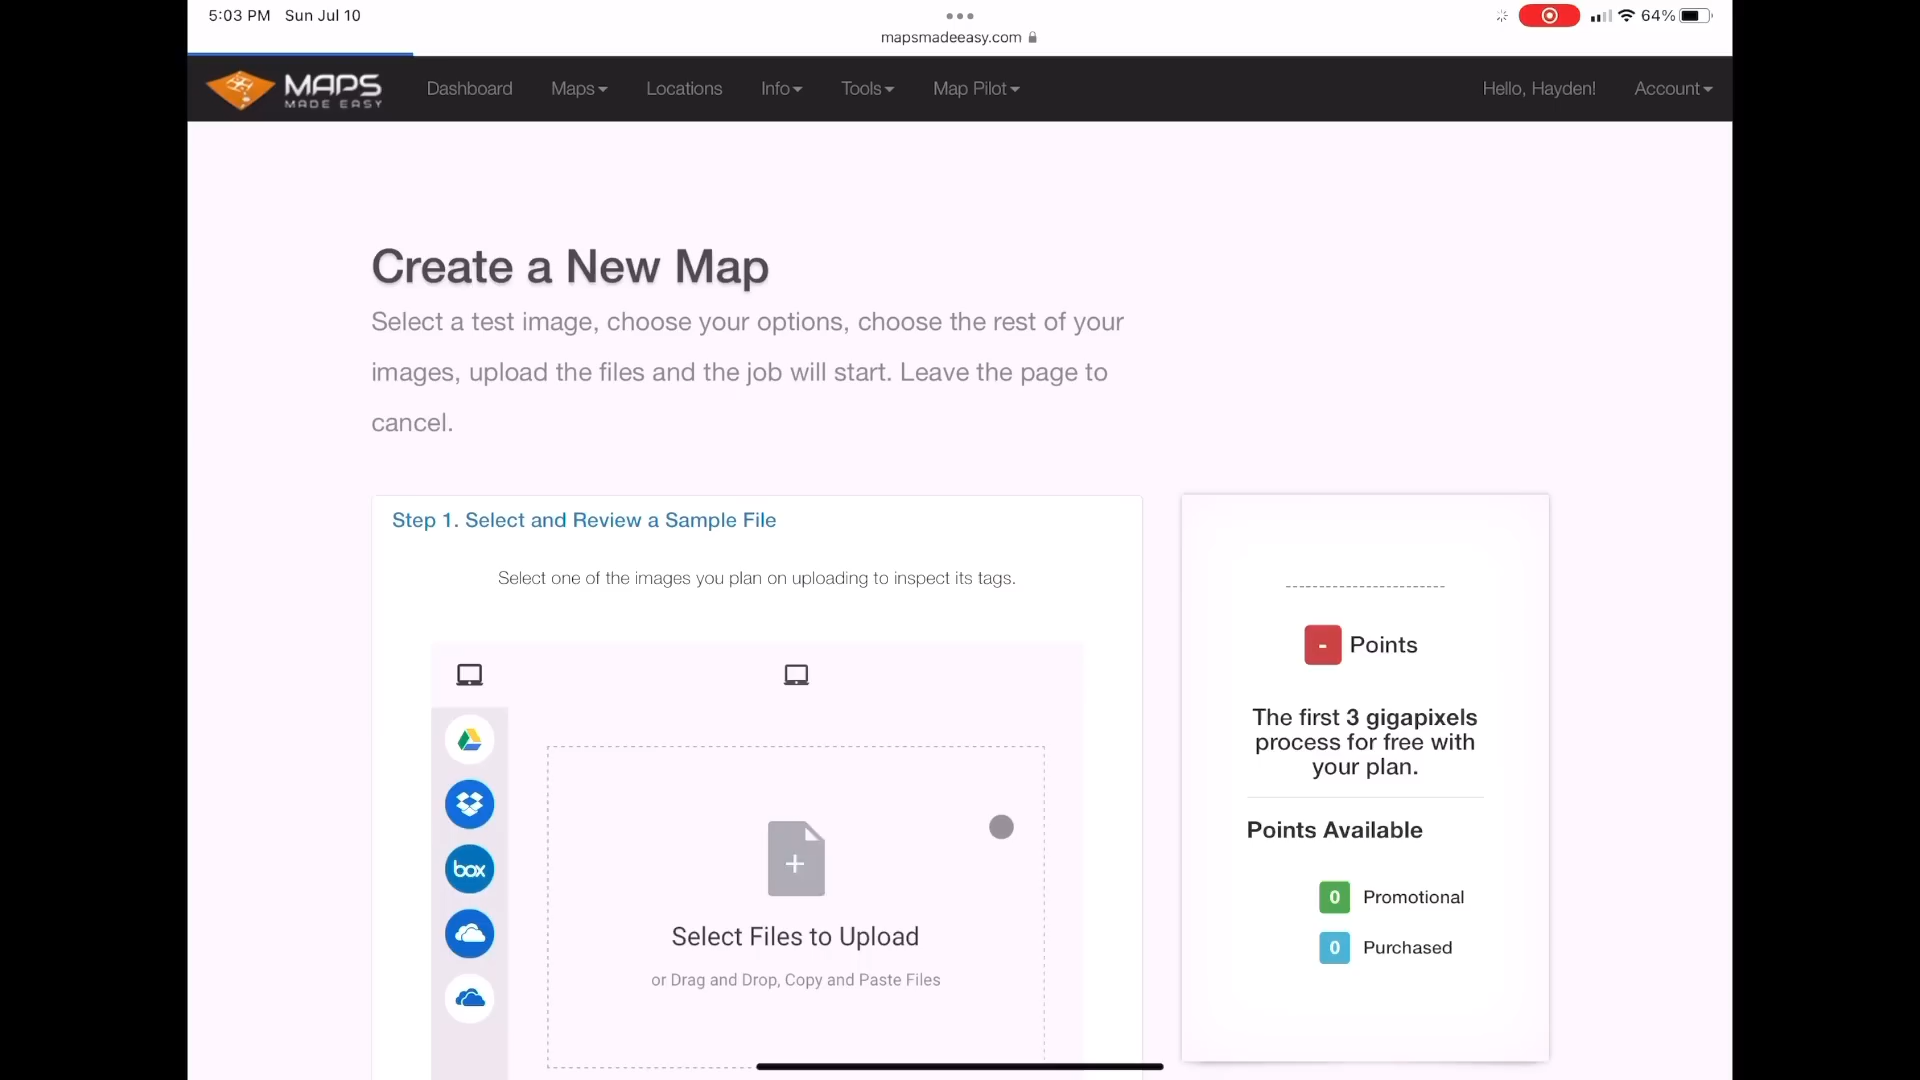 5:03 PM Sun Jul 10
mapsmadeeasy.com
64%
MAPS
MADE EASY
Dashboard
Maps
Locations
Info
Tools
Map Pilot
Hello, Hayden!
Account
Create a New Map
Select a test image, choose your options, choose the rest of your
images, upload the files and the job will start. Leave the page to
cancel.
Step 1. Select and Review a Sample File
Select one of the images you plan on uploading to inspect its tags.
box
+
Select Files to Upload
or Drag and Drop, Copy and Paste Files
- Points
The first 3 gigapixels
process for free with
your plan.
Points Available
0 Promotional
0 Purchased